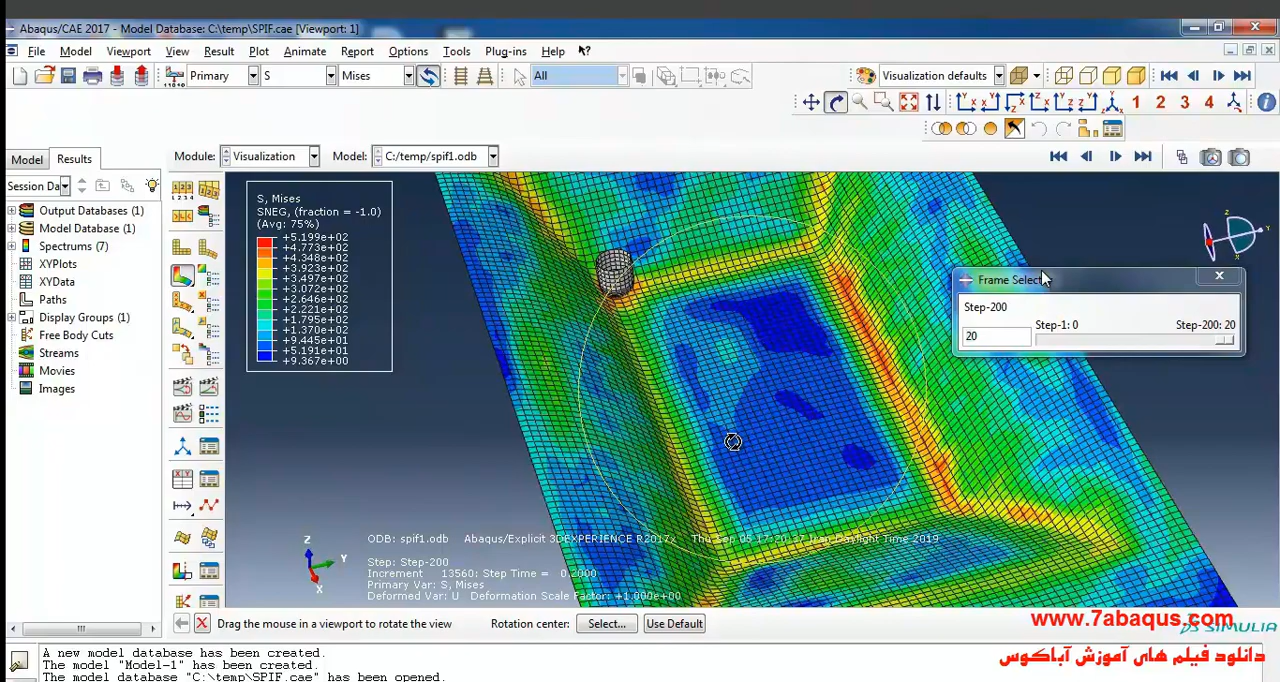 Abaqus/CAE 2017 - Model Database: C:\temp\SPIF.cae [Viewport: 1]
File Model Viewport View Result Plot Animate Report Options Tools Plug-ins Help
Primary S Mises All Visualization defaults
1 2 3 4
Model Results Module: Visualization Model: C:/temp/spif1.odb
Session Da
Output Databases (1)
Model Database (1)
Spectrums (7)
XYPlots
XYData
Paths
Display Groups (1)
Free Body Cuts
Streams
Movies
Images
S, Mises
SNEG, (fraction = -1.0)
(Avg: 75%)
+5.199e+02
+4.773e+02
+4.348e+02
+3.923e+02
+3.497e+02
+3.072e+02
+2.646e+02
+2.221e+02
+1.795e+02
+1.370e+02
+9.445e+01
+5.191e+01
+9.367e+00
Z
Y
X
Frame Select
Step-200
Step-1: 0 Step-200: 20
20
ODB: spif1.odb Abaqus/Explicit 3DEXPERIENCE R2017x Thu Sep 05 17:20:37 Iran Daylight Time 2019
Z
Y
X
Step: Step-200
Increment 13560: Step Time = 0.2000
Primary Var: S, Mises
Deformed Var: U Deformation Scale Factor: +1.000e+00
Drag the mouse in a viewport to rotate the view Rotation center: Select... Use Default
www.7abaqus.com
SIMULIA
دانلود فیلم های آموزش آباکوس
A new model database has been created.
The model "Model-1" has been created.
The model database "C:\temp\SPIF.cae" has been opened.